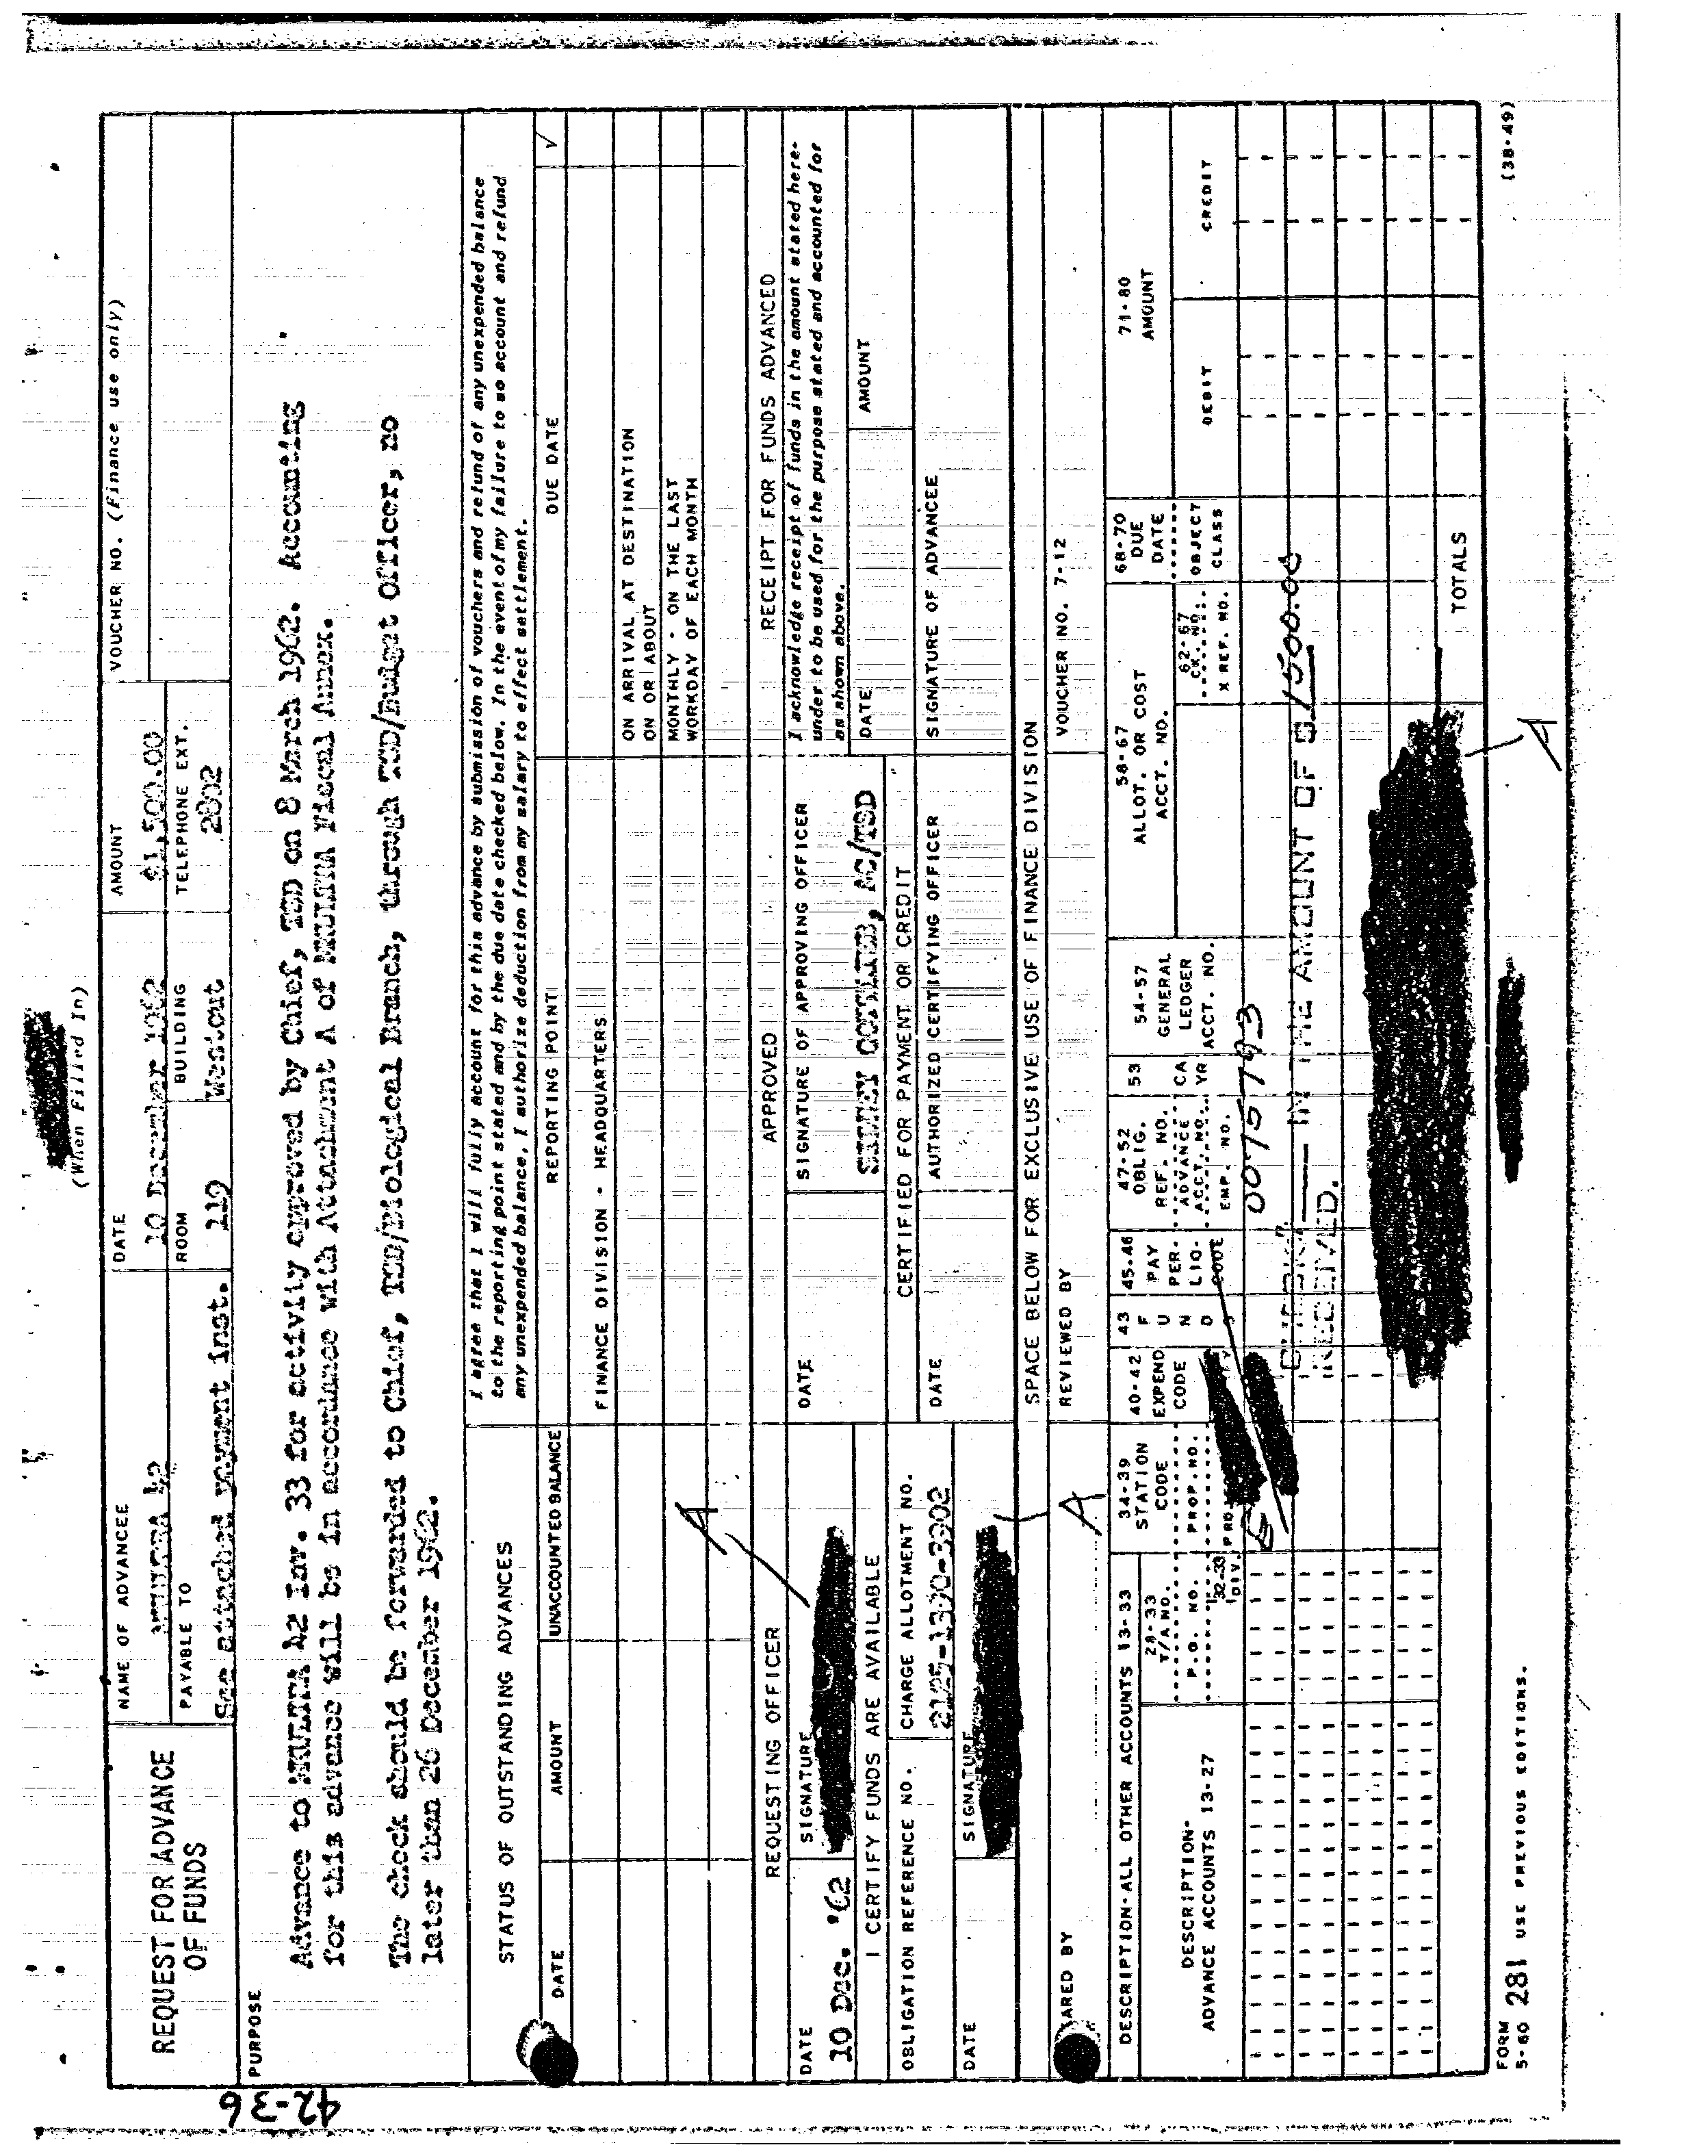 42-36
(When Filled In)
REQUEST FOR ADVANCE OF FUNDS
NAME OF ADVANCEE
MKULTRA 42
DATE
10 December 1962
AMOUNT
$1,500.00
VOUCHER NO. (Finance use only)
PAYABLE TO
See attached payment inst.
ROOM
119
BUILDING
Westout
TELEPHONE EXT.
2802
PURPOSE
Advance to MKULTRA 42 Inv. 33 for activity approved by Chief, TSD on 8 March 1962. Accounting
for this advance will be in accordance with Attachment A of MKULTRA Fiscal Annex.
The check should be forwarded to Chief, TSD/Biological Branch, through TSD/Budget Officer, no
later than 26 December 1962.
STATUS OF OUTSTANDING ADVANCES
I agree that I will fully account for this advance by submission of vouchers and refund of any unexpended balance
to the reporting point stated and by the due date checked below. In the event of my failure to so account and refund
any unexpended balance, I authorize deduction from my salary to effect settlement.
DATE
AMOUNT
UNACCOUNTED BALANCE
REPORTING POINT
DUE DATE
✓
FINANCE DIVISION - HEADQUARTERS
ON ARRIVAL AT DESTINATION
ON OR ABOUT
MONTHLY - ON THE LAST
WORKDAY OF EACH MONTH
A
REQUESTING OFFICER
APPROVED
RECEIPT FOR FUNDS ADVANCED
DATE
10 Dec. '62
SIGNATURE
DATE
SIGNATURE OF APPROVING OFFICER
SIDNEY GOTTLIEB, AC/TSD
I acknowledge receipt of funds in the amount stated here-
under to be used for the purpose stated and accounted for
as shown above.
I CERTIFY FUNDS ARE AVAILABLE
CERTIFIED FOR PAYMENT OR CREDIT
DATE
AMOUNT
OBLIGATION REFERENCE NO.
CHARGE ALLOTMENT NO.
2125-1390-3902
DATE
AUTHORIZED CERTIFYING OFFICER
SIGNATURE OF ADVANCEE
DATE
SIGNATURE
A
SPACE BELOW FOR EXCLUSIVE USE OF FINANCE DIVISION
ARED BY
REVIEWED BY
VOUCHER NO. 7-12
DESCRIPTION-ALL OTHER ACCOUNTS 13-33
34-39
STATION
CODE
40-42
EXPEND
CODE
43
F
U
N
D
45-46
PAY
PER-
LIQ.
CODE
47-52
OBLIG.
REF. NO.
ADVANCE
ACCT. NO.
EMP. NO.
53
CA
YR
54-57
GENERAL
LEDGER
ACCT. NO.
58-67
ALLOT. OR COST
ACCT. NO.
68-70
DUE
DATE
OBJECT
CLASS
71-80
AMOUNT
DESCRIPTION-
ADVANCE ACCOUNTS 13-27
28-33
T/A NO.
P.O. NO.
32-33
DIV.
PROP. NO.
62-67
CK. NO.
X REF. NO.
DEBIT
CREDIT
IN THE AMOUNT OF $ 1500.00
RECEIVED.
A
TOTALS
FORM
5-60 281 USE PREVIOUS EDITIONS.
(38-49)